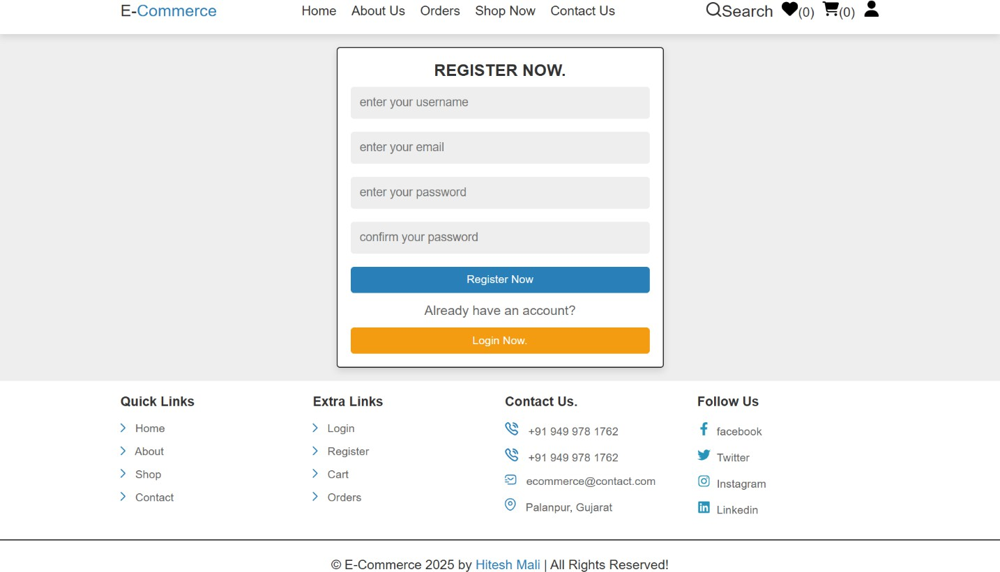 E-Commerce Home About Us Orders Shop Now Contact Us Search (0) (0)
REGISTER NOW.
enter your username
enter your email
enter your password
confirm your password
Register Now
Already have an account?
Login Now.
Quick Links
Home
About
Shop
Contact
Extra Links
Login
Register
Cart
Orders
Contact Us.
+91 949 978 1762
+91 949 978 1762
ecommerce@contact.com
Palanpur, Gujarat
Follow Us
facebook
Twitter
Instagram
Linkedin
© E-Commerce 2025 by Hitesh Mali | All Rights Reserved!